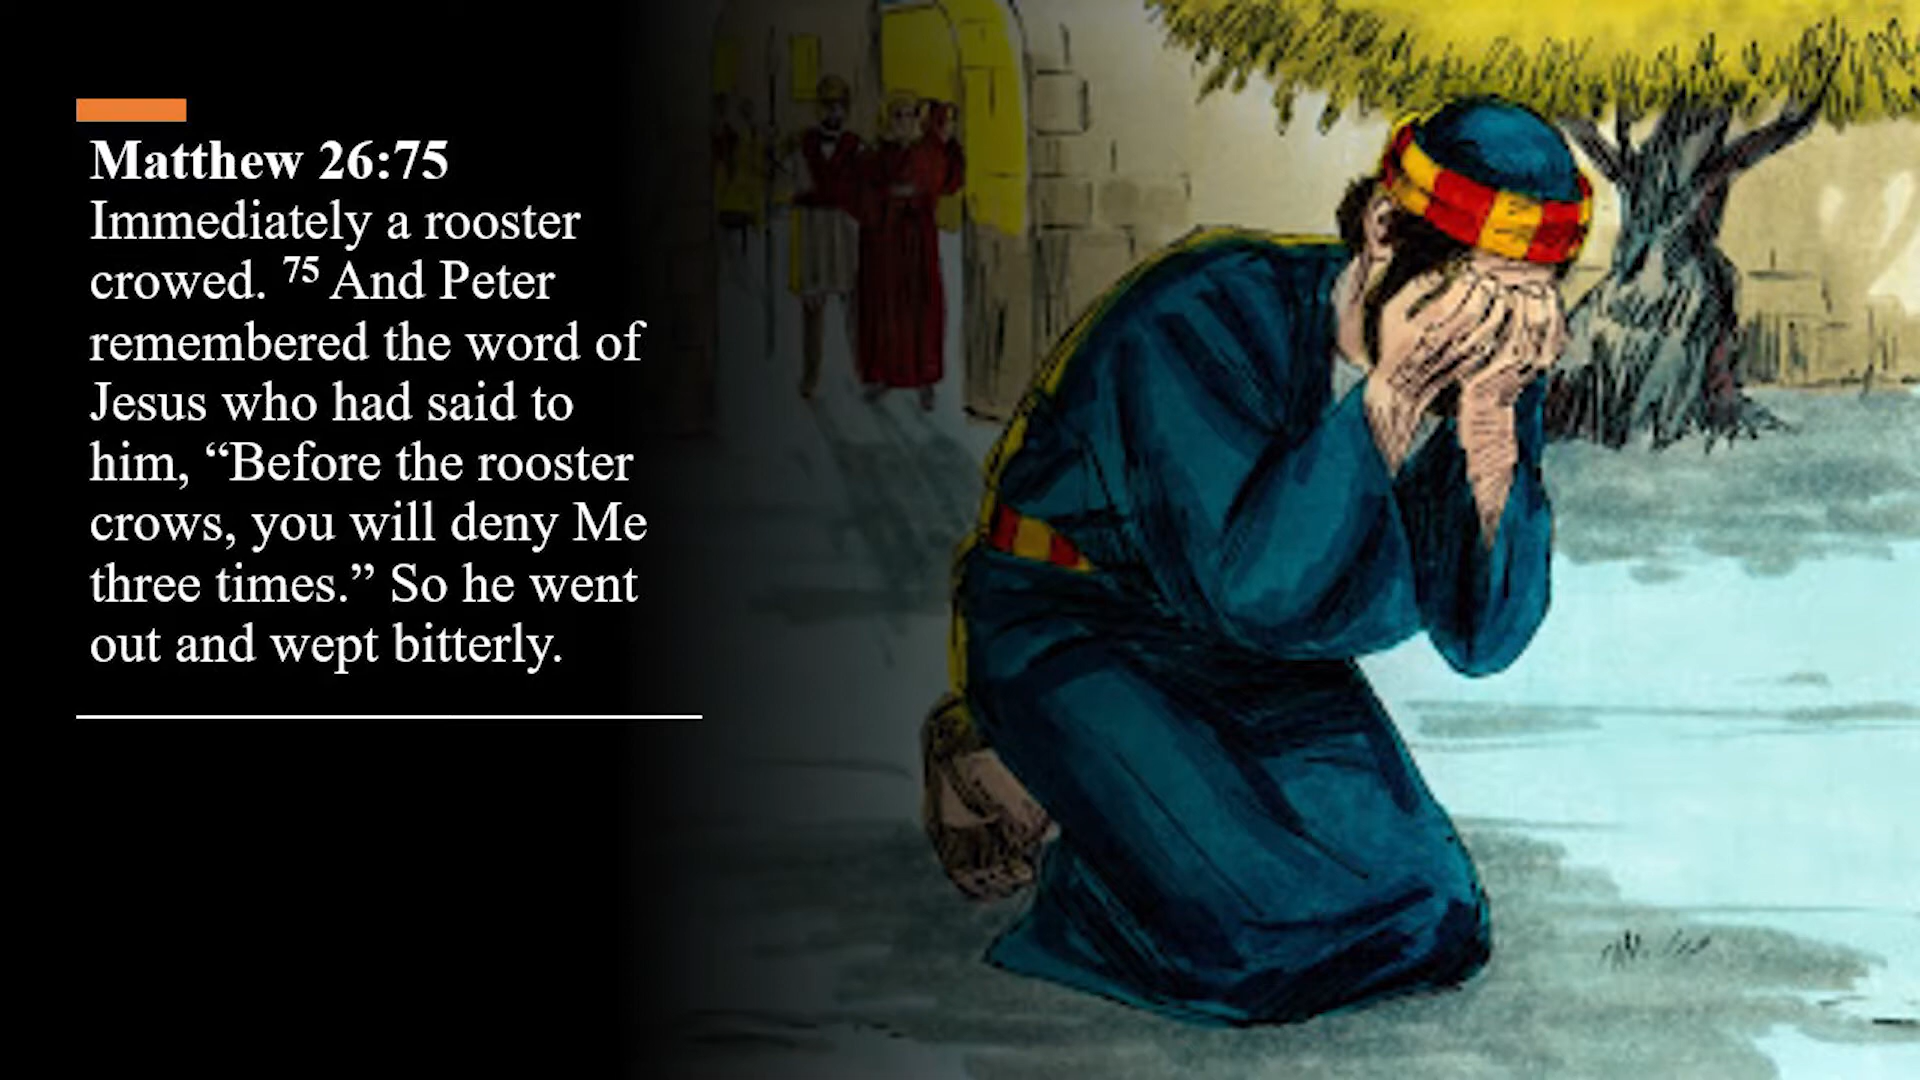 Matthew 26:75
Immediately a rooster
crowed. 75 And Peter
remembered the word of
Jesus who had said to
him, “Before the rooster
crows, you will deny Me
three times.” So he went
out and wept bitterly.